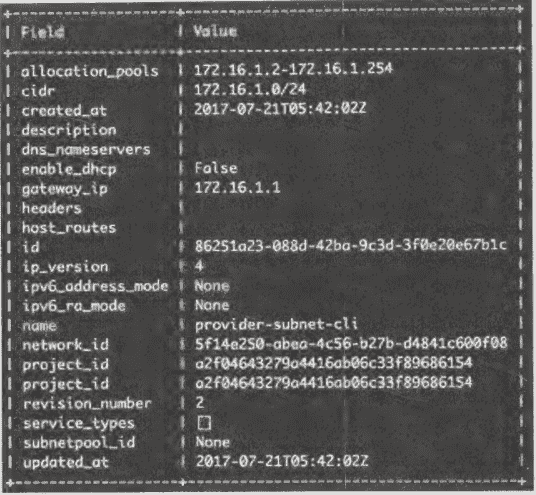 +---------------------+--------------------------------------+
| Field | Value |
+---------------------+--------------------------------------+
| allocation_pools | 172.16.1.2-172.16.1.254
| cidr | 172.16.1.0/24
| created_at | 2017-07-21T05:42:02Z
| description |
| dns_nameservers |
| enable_dhcp | False
| gateway_ip | 172.16.1.1
| headers |
| host_routes |
| id | 86251a23-088d-42ba-9c3d-3f0e20e67b1c
| ip_version | 4
| ipv6_address_mode | None
| ipv6_ra_mode | None
| name | provider-subnet-cli
| network_id | 5f14e250-abea-4c56-b27b-d4841c600f08
| project_id | a2f04643279a4416ab06c33f89686154
| project_id | a2f04643279a4416ab06c33f89686154
| revision_number | 2
| service_types | []
| subnetpool_id | None
| updated_at | 2017-07-21T05:42:02Z
+---------------------+--------------------------------------+